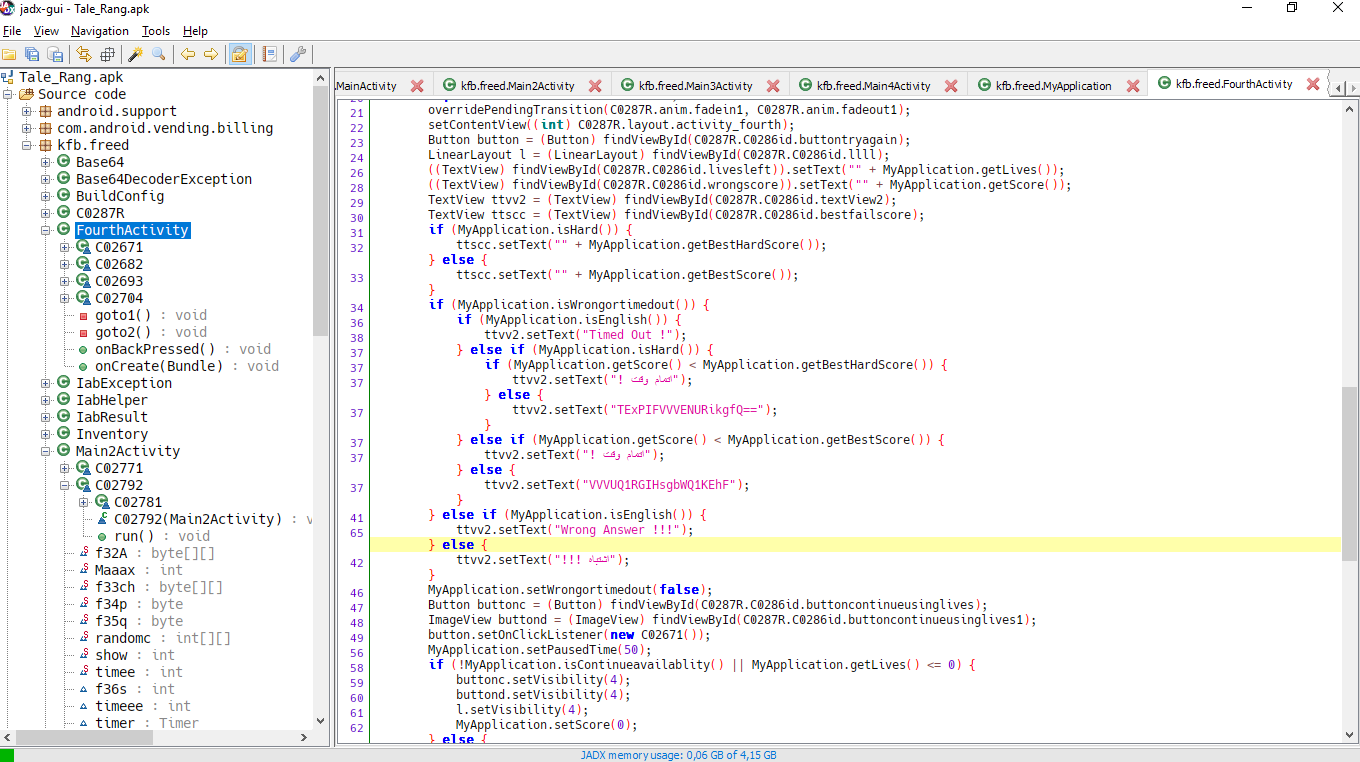 jadx-gui - Tale_Rang.apk
File View Navigation Tools Help
Tale_Rang.apk
Source code
android.support
com.android.vending.billing
kfb.freed
Base64
Base64DecoderException
BuildConfig
C0287R
FourthActivity
C02671
C02682
C02693
C02704
goto1() : void
goto2() : void
onBackPressed() : void
onCreate(Bundle) : void
IabException
IabHelper
IabResult
Inventory
Main2Activity
C02771
C02792
C02781
C02792(Main2Activity) : v
run() : void
f32A : byte[][]
Maaax : int
f33ch : byte[][]
f34p : byte
f35q : byte
randomc : int[][]
show : int
timee : int
f36s : int
timeee : int
timer : Timer
MainActivity kfb.freed.Main2Activity kfb.freed.Main3Activity kfb.freed.Main4Activity kfb.freed.MyApplication kfb.freed.FourthActivity
21 overridePendingTransition(C0287R.anim.fadein1, C0287R.anim.fadeout1);
22 setContentView((int) C0287R.layout.activity_fourth);
23 Button button = (Button) findViewById(C0287R.C0286id.buttontryagain);
24 LinearLayout l = (LinearLayout) findViewById(C0287R.C0286id.llll);
26 ((TextView) findViewById(C0287R.C0286id.livesleft)).setText("" + MyApplication.getLives());
28 ((TextView) findViewById(C0287R.C0286id.wrongscore)).setText("" + MyApplication.getScore());
29 TextView ttvv2 = (TextView) findViewById(C0287R.C0286id.textView2);
30 TextView ttscc = (TextView) findViewById(C0287R.C0286id.bestfailscore);
31 if (MyApplication.isHard()) {
32 ttscc.setText("" + MyApplication.getBestHardScore());
} else {
33 ttscc.setText("" + MyApplication.getBestScore());
}
34 if (MyApplication.isWrongortimedout()) {
36 if (MyApplication.isEnglish()) {
38 ttvv2.setText("Timed Out !");
37 } else if (MyApplication.isHard()) {
37 if (MyApplication.getScore() < MyApplication.getBestHardScore()) {
37 ttvv2.setText("! اتمام وقت");
} else {
37 ttvv2.setText("TExPIFVVVENURikgfQ==");
}
37 } else if (MyApplication.getScore() < MyApplication.getBestScore()) {
37 ttvv2.setText("! اتمام وقت");
} else {
37 ttvv2.setText("VVVUQ1RGIHsgbWQ1KEhF");
}
41 } else if (MyApplication.isEnglish()) {
65 ttvv2.setText("Wrong Answer !!!");
} else {
42 ttvv2.setText("!!! اشتباه");
}
46 MyApplication.setWrongortimedout(false);
47 Button buttonc = (Button) findViewById(C0287R.C0286id.buttoncontinueusinglives);
48 ImageView buttond = (ImageView) findViewById(C0287R.C0286id.buttoncontinueusinglives1);
49 button.setOnClickListener(new C02671());
56 MyApplication.setPausedTime(50);
58 if (!MyApplication.isContinueavailablity() || MyApplication.getLives() <= 0) {
59 buttonc.setVisibility(4);
60 buttond.setVisibility(4);
61 l.setVisibility(4);
62 MyApplication.setScore(0);
} else {
JADX memory usage: 0,06 GB of 4,15 GB